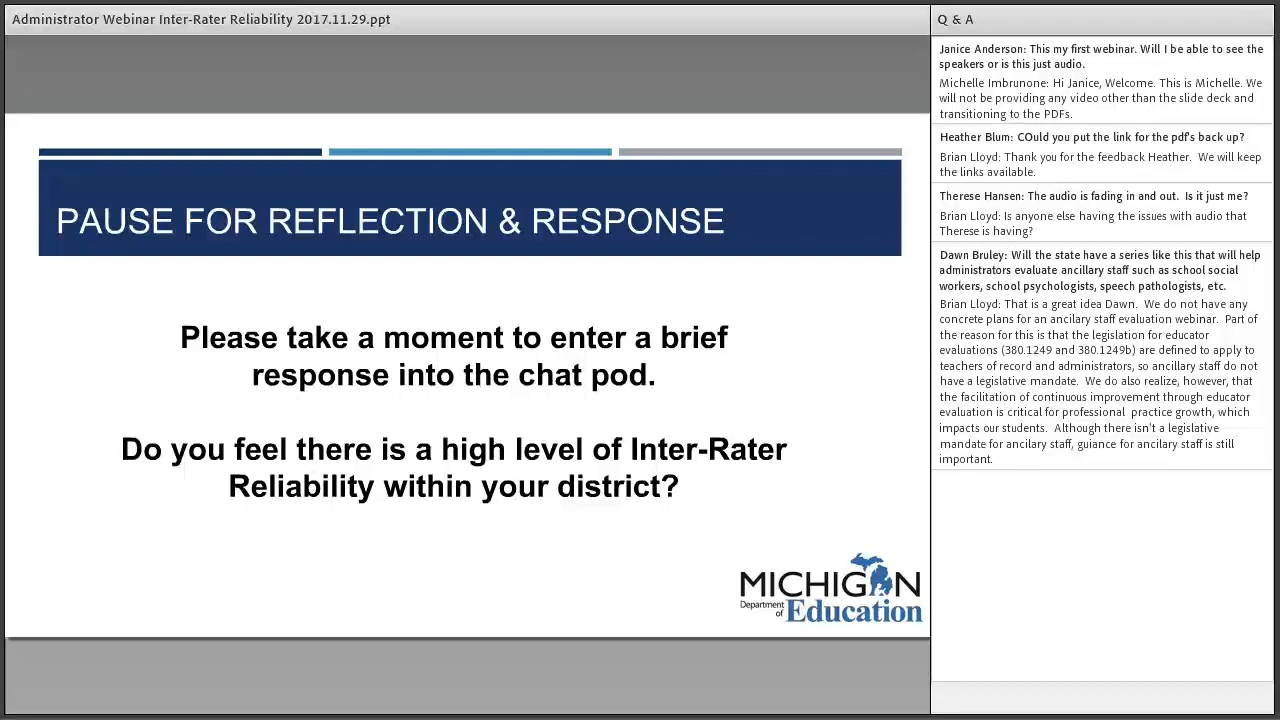 Administrator Webinar Inter-Rater Reliability 2017.11.29.ppt
PAUSE FOR REFLECTION & RESPONSE
Please take a moment to enter a brief
response into the chat pod.
Do you feel there is a high level of Inter-Rater
Reliability within your district?
MICHIGAN
Department
of
Education
Q & A
Janice Anderson: This my first webinar. Will I be able to see the
speakers or is this just audio.
Michelle Imbrunone: Hi Janice, Welcome. This is Michelle. We
will not be providing any video other than the slide deck and
transitioning to the PDFs.
Heather Blum: COuld you put the link for the pdf's back up?
Brian Lloyd: Thank you for the feedback Heather. We will keep
the links available.
Therese Hansen: The audio is fading in and out. Is it just me?
Brian Lloyd: Is anyone else having the issues with audio that
Therese is having?
Dawn Bruley: Will the state have a series like this that will help
administrators evaluate ancillary staff such as school social
workers, school psychologists, speech pathologists, etc.
Brian Lloyd: That is a great idea Dawn. We do not have any
concrete plans for an ancilary staff evaluation webinar. Part of
the reason for this is that the legislation for educator
evaluations (380.1249 and 380.1249b) are defined to apply to
teachers of record and administrators, so ancillary staff do not
have a legislative mandate. We do also realize, however, that
the facilitation of continuous improvement through educator
evaluation is critical for professional practice growth, which
impacts our students. Although there isn't a legislative
mandate for ancilary staff, guiance for ancillary staff is still
important.